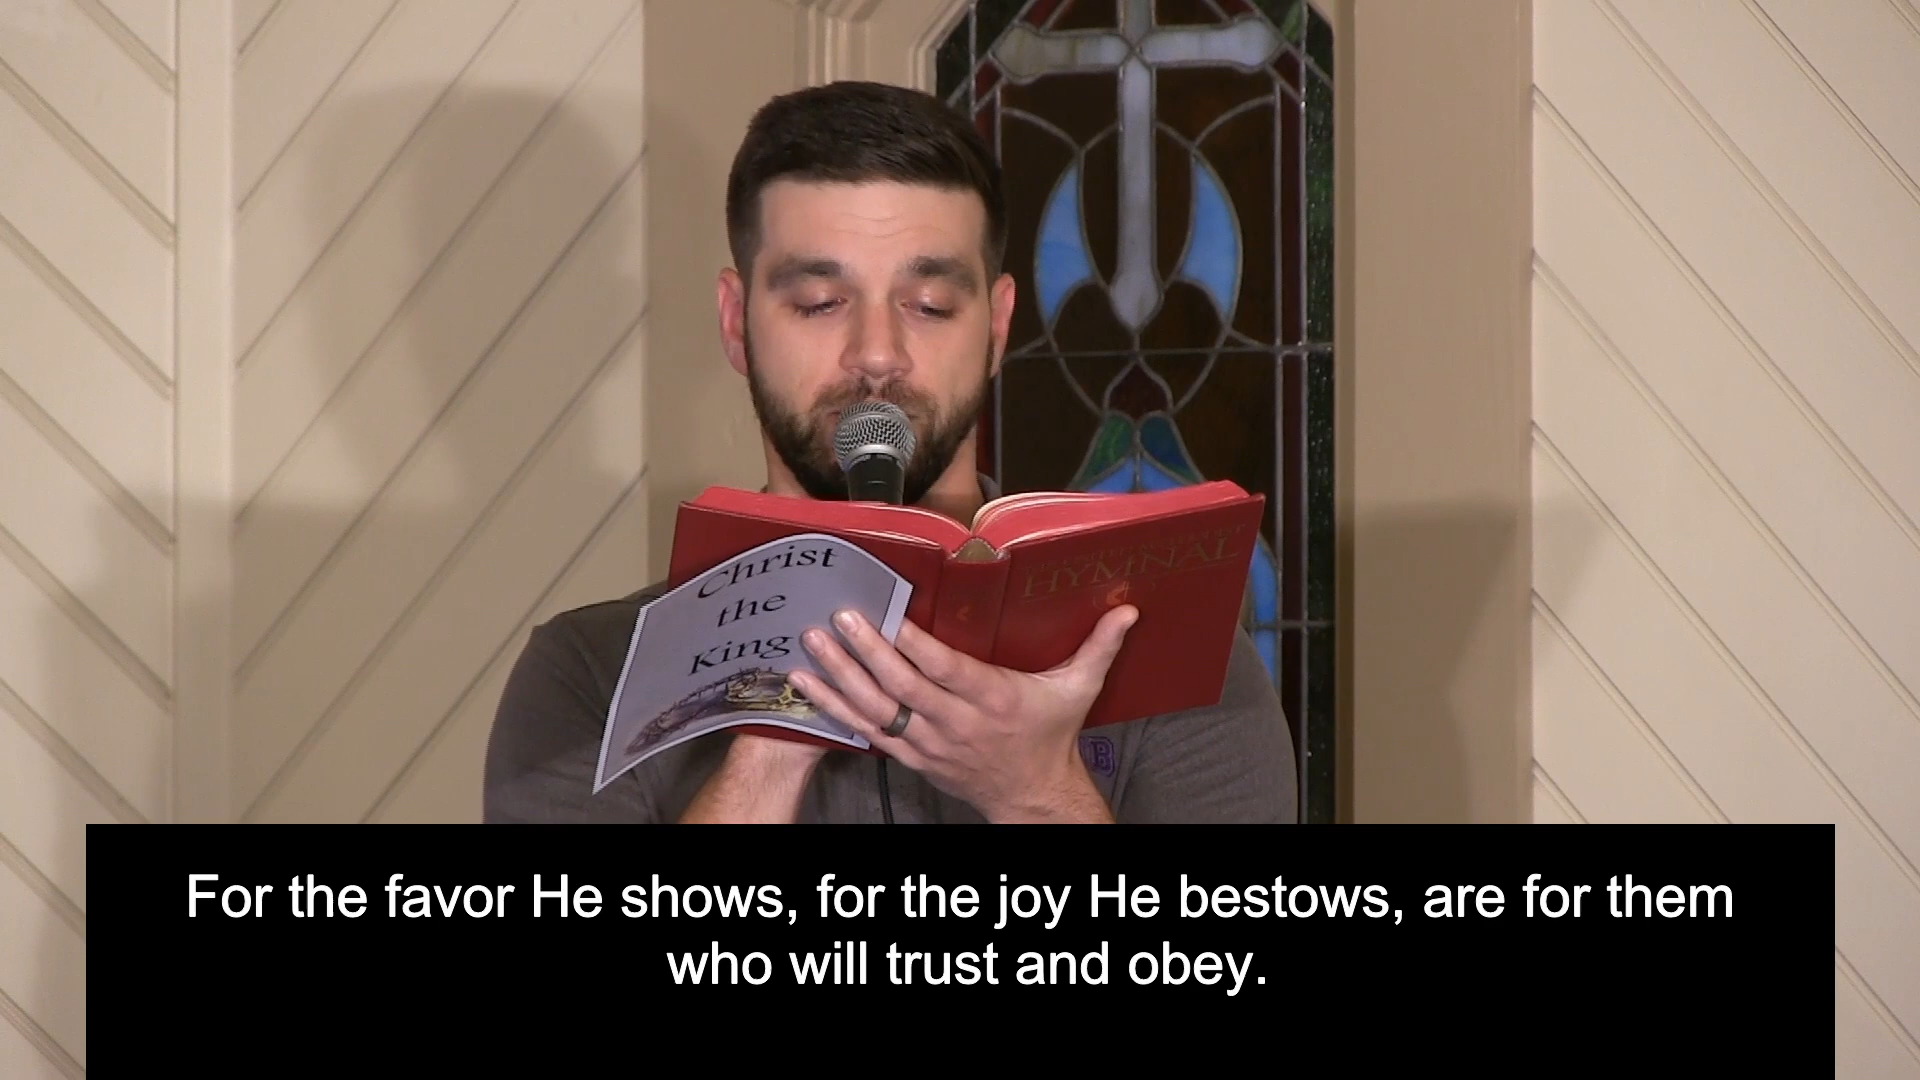 HYMNAL
Christ
the
King
B
For the favor He shows, for the joy He bestows, are for them
who will trust and obey.